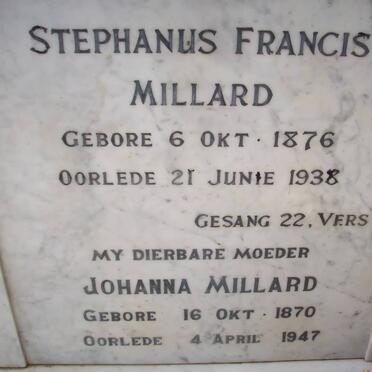 STEPHANUS FRANCIS
MILLARD
GEBORE 6 OKT · 1876
OORLEDE 21 JUNIE 1938
GESANG 22, VERS
MY DIERBARE MOEDER
JOHANNA MILLARD
GEBORE 16 OKT · 1870
OORLEDE 4 APRIL 1947